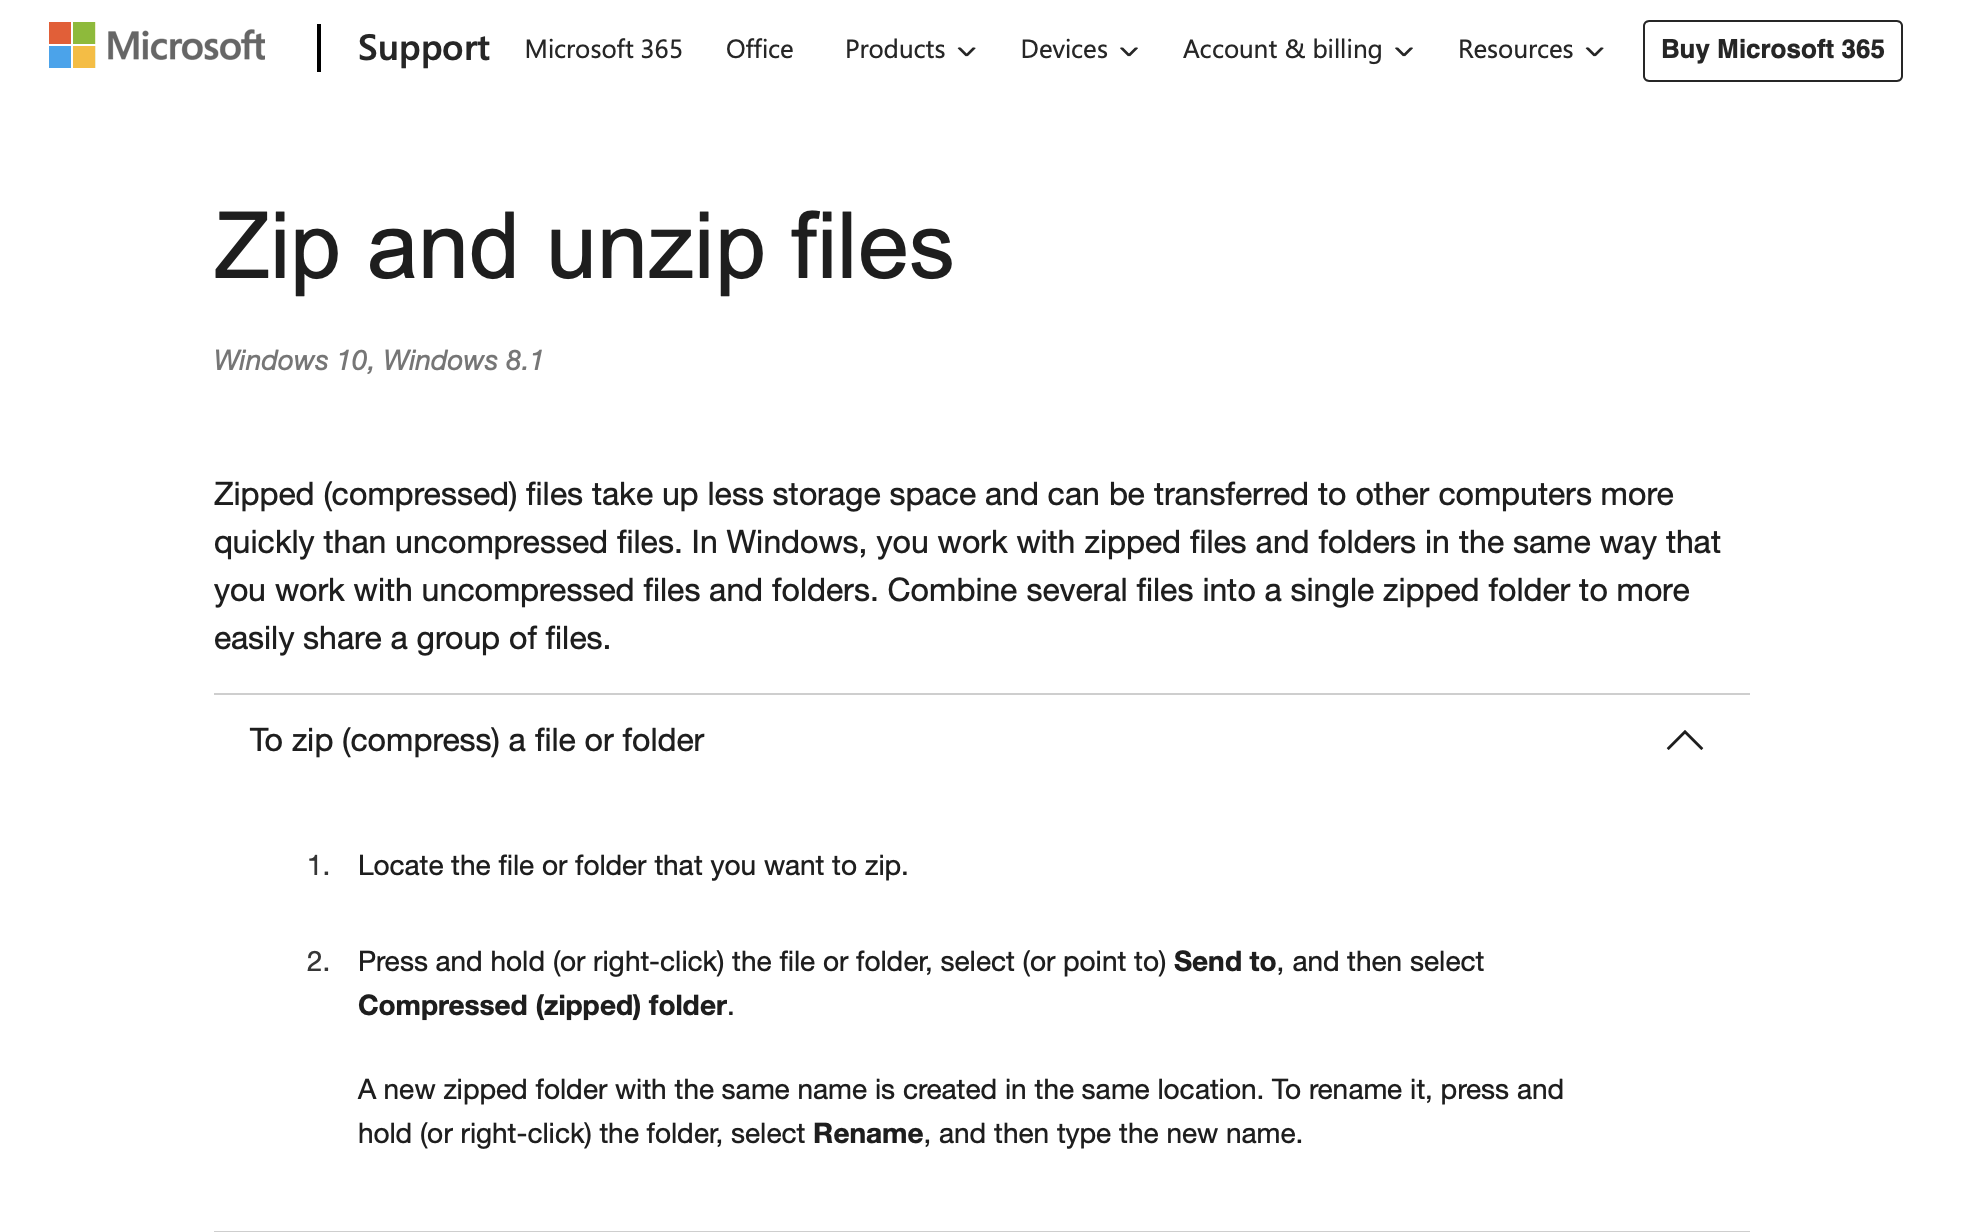 Microsoft
Support
Microsoft 365
Office
Products
Devices
Account & billing
Resources
Buy Microsoft 365
Zip and unzip files
Windows 10, Windows 8.1
Zipped (compressed) files take up less storage space and can be transferred to other computers more
quickly than uncompressed files. In Windows, you work with zipped files and folders in the same way that
you work with uncompressed files and folders. Combine several files into a single zipped folder to more
easily share a group of files.
To zip (compress) a file or folder
1. Locate the file or folder that you want to zip.
2. Press and hold (or right-click) the file or folder, select (or point to) Send to, and then select
Compressed (zipped) folder.
A new zipped folder with the same name is created in the same location. To rename it, press and
hold (or right-click) the folder, select Rename, and then type the new name.